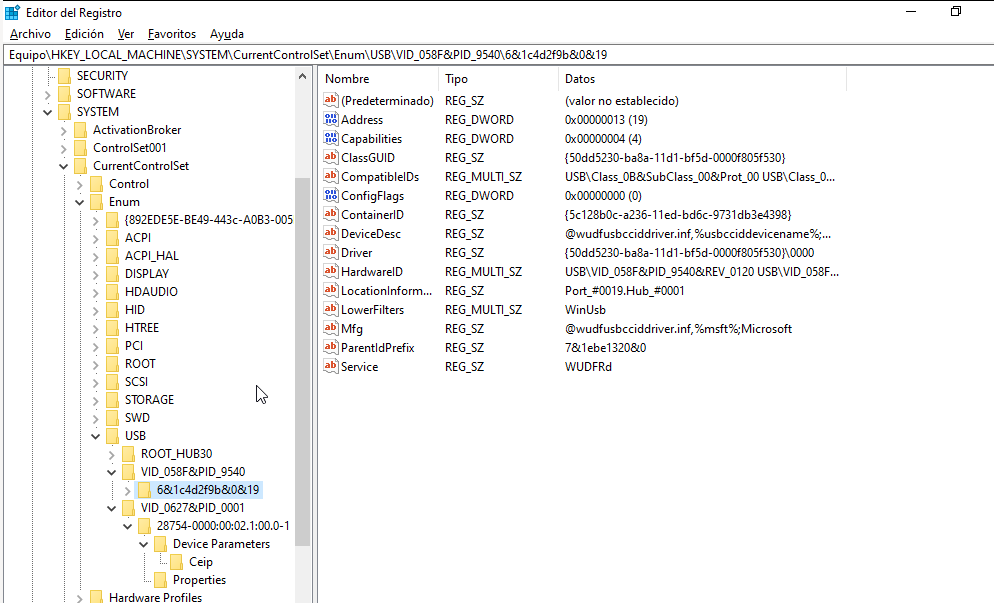 Editor del Registro
Archivo Edición Ver Favoritos Ayuda
Equipo\HKEY_LOCAL_MACHINE\SYSTEM\CurrentControlSet\Enum\USB\VID_058F&PID_9540\6&1c4d2f9b&0&19
SECURITY
SOFTWARE
SYSTEM
ActivationBroker
ControlSet001
CurrentControlSet
Control
Enum
{892EDE5E-BE49-443c-A0B3-005
ACPI
ACPI_HAL
DISPLAY
HDAUDIO
HID
HTREE
PCI
ROOT
SCSI
STORAGE
SWD
USB
ROOT_HUB30
VID_058F&PID_9540
6&1c4d2f9b&0&19
VID_0627&PID_0001
28754-0000:00:02.1:00.0-1
Device Parameters
Ceip
Properties
Hardware Profiles
Nombre Tipo Datos
(Predeterminado) REG_SZ (valor no establecido)
Address REG_DWORD 0x00000013 (19)
Capabilities REG_DWORD 0x00000004 (4)
ClassGUID REG_SZ {50dd5230-ba8a-11d1-bf5d-0000f805f530}
CompatibleIDs REG_MULTI_SZ USB\Class_0B&SubClass_00&Prot_00 USB\Class_0...
ConfigFlags REG_DWORD 0x00000000 (0)
ContainerID REG_SZ {5c128b0c-a236-11ed-bd6c-9731db3e4398}
DeviceDesc REG_SZ @wudfusbcciddriver.inf,%usbcciddevicename%;...
Driver REG_SZ {50dd5230-ba8a-11d1-bf5d-0000f805f530}\0000
HardwareID REG_MULTI_SZ USB\VID_058F&PID_9540&REV_0120 USB\VID_058F...
LocationInform... REG_SZ Port_#0019.Hub_#0001
LowerFilters REG_MULTI_SZ WinUsb
Mfg REG_SZ @wudfusbcciddriver.inf,%msft%;Microsoft
ParentIdPrefix REG_SZ 7&1ebe1320&0
Service REG_SZ WUDFRd